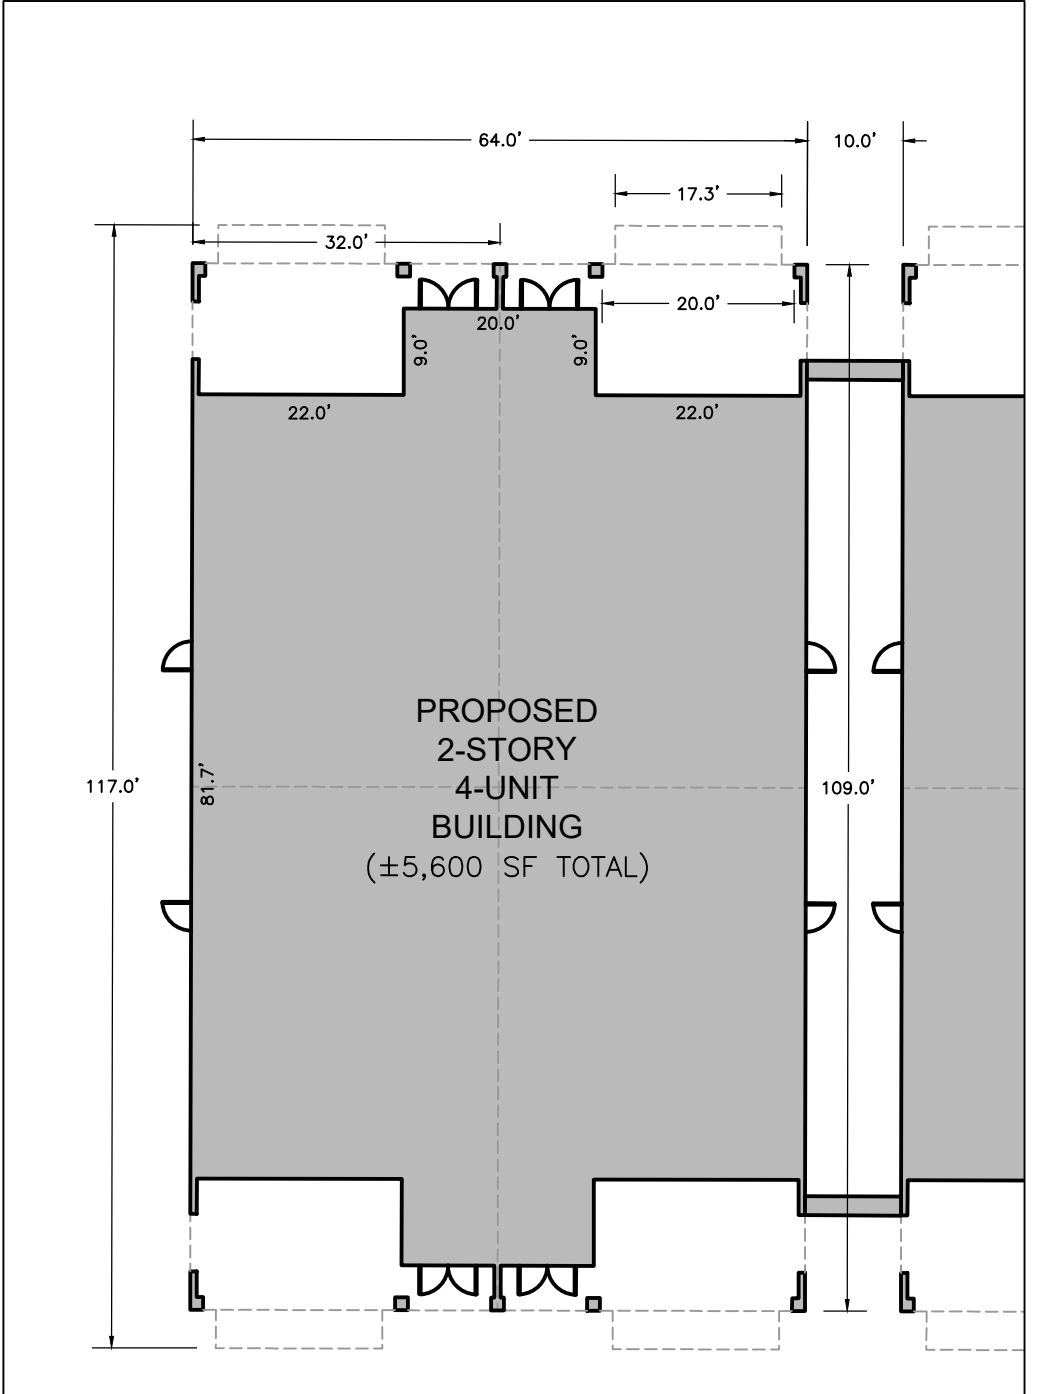 64.0'
10.0'
17.3'
32.0'
20.0'
20.0'
9.0'
9.0'
22.0'
22.0'
PROPOSED
2-STORY
4-UNIT
BUILDING
(±5,600 SF TOTAL)
117.0'
81.7'
109.0'